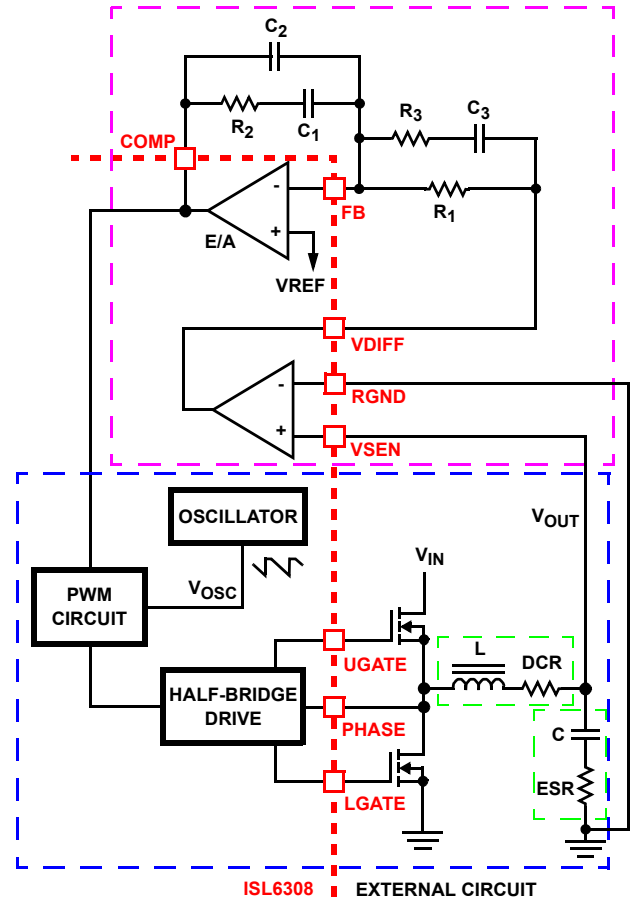 C2
R2
C1
R3
C3
COMP
-
+
E/A
FB
R1
VREF
VDIFF
-
RGND
+
VSEN
OSCILLATOR
VOUT
VIN
PWM
CIRCUIT
VOSC
UGATE
L
DCR
HALF-BRIDGE
DRIVE
PHASE
C
LGATE
ESR
ISL6308
EXTERNAL CIRCUIT